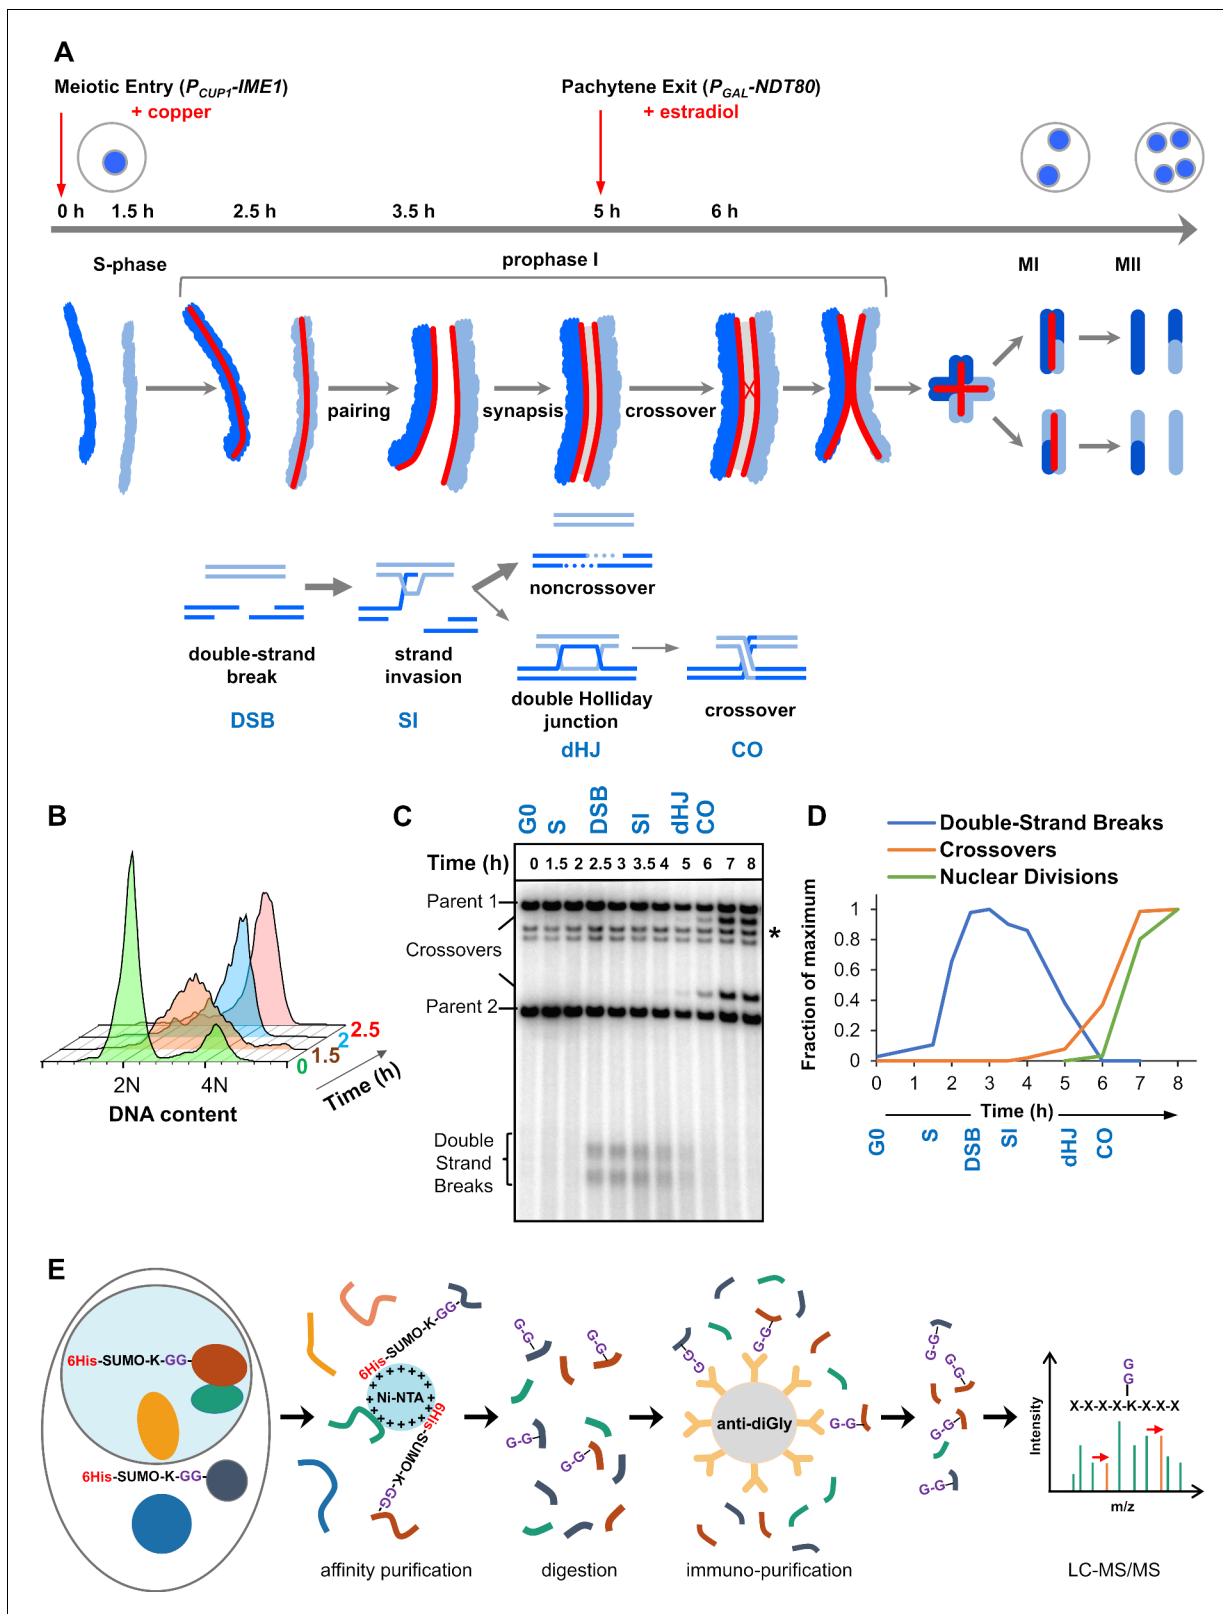 A
Meiotic Entry (P_CUP1-IME1)
+ copper
Pachytene Exit (P_GAL-NDT80)
+ estradiol
0 h 1.5 h 2.5 h 3.5 h 5 h 6 h
S-phase
prophase I
MI
MII
pairing
synapsis
crossover
double-strand
break
DSB
strand
invasion
SI
noncrossover
double Holliday
junction
dHJ
crossover
CO
B
2N
4N
DNA content
0
1.5
2
2.5
Time (h)
C
G0 S DSB SI dHJ CO
Time (h) 0 1.5 2 2.5 3 3.5 4 5 6 7 8
Parent 1
Crossovers
*
Parent 2
Double
Strand
Breaks
D
Double-Strand Breaks
Crossovers
Nuclear Divisions
Fraction of maximum
1
0.8
0.6
0.4
0.2
0
0 1 2 3 4 5 6 7 8
Time (h)
G0 S DSB SI dHJ CO
E
6His-SUMO-K-GG-
6His-SUMO-K-GG-
6His-SUMO-K-GG-
Ni-NTA
+ + + + + + + + + + + + + + + +
6His-SUMO-K-GG-
affinity purification
G-G-
G-G-
G-G-
G-G-
digestion
G-G-
G-G-
G-G-
anti-diGly
immuno-purification
G-G-
G-G-
G-G-
G-G-
G
G
X-X-X-X-K-X-X-X
Intensity
m/z
LC-MS/MS